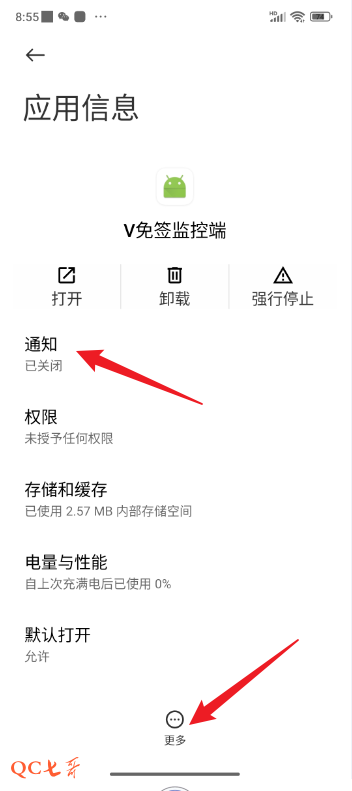 8:55
HD
应用信息
V免签监控端
打开
卸载
强行停止
通知
已关闭
权限
未授予任何权限
存储和缓存
已使用 2.57 MB 内部存储空间
电量与性能
自上次充满电后已使用 0%
默认打开
允许
更多
QC七哥